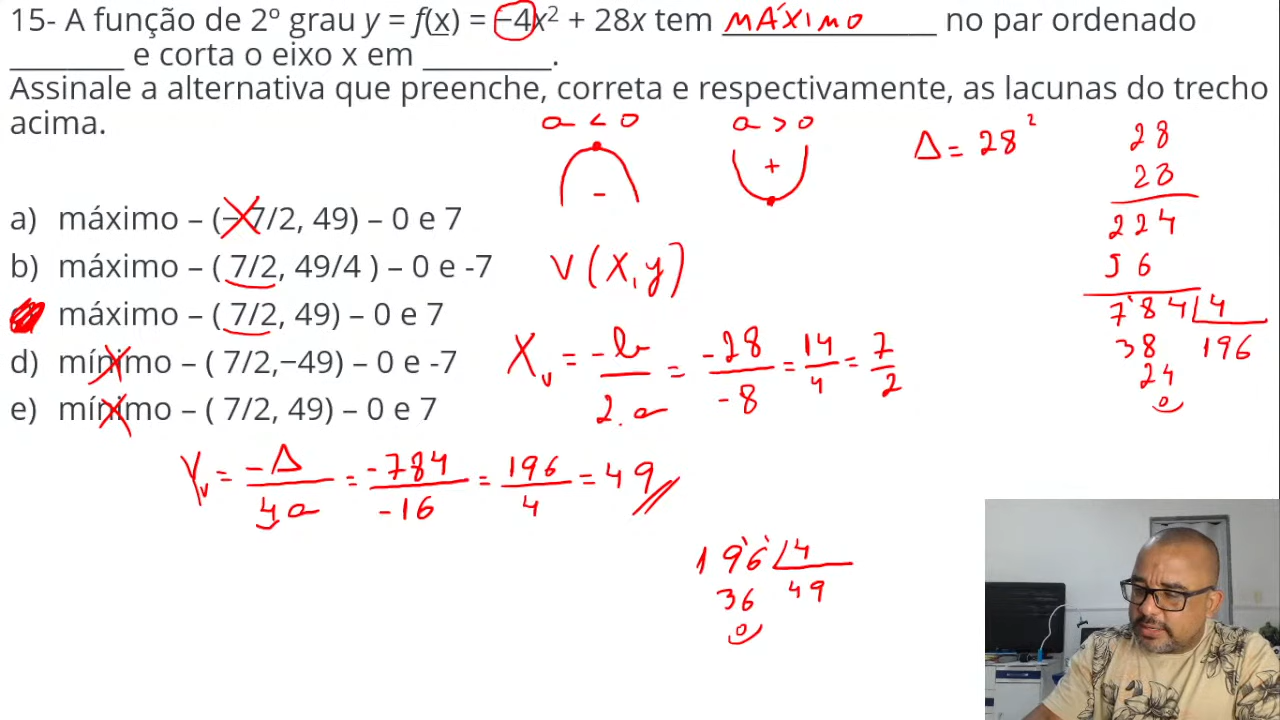 15- A função de 2º grau y = f(x) = −4x² + 28x tem MÁXIMO no par ordenado
________ e corta o eixo x em _________.
Assinale a alternativa que preenche, correta e respectivamente, as lacunas do trecho
acima.
a < 0
a > 0
+
−
Δ = 28²
28
28
224
56
784 4
38 196
24
0
a) máximo – (− 7/2, 49) – 0 e 7
b) máximo – ( 7/2, 49/4 ) – 0 e -7
máximo – ( 7/2, 49) – 0 e 7
d) mínimo – ( 7/2,−49) – 0 e -7
e) mínimo – ( 7/2, 49) – 0 e 7
V (X, y)
Xv = -b/2.a = -28/-8 = 14/4 = 7/2
Yv = -Δ/4a = -784/-16 = 196/4 = 49
196 4
36 49
0